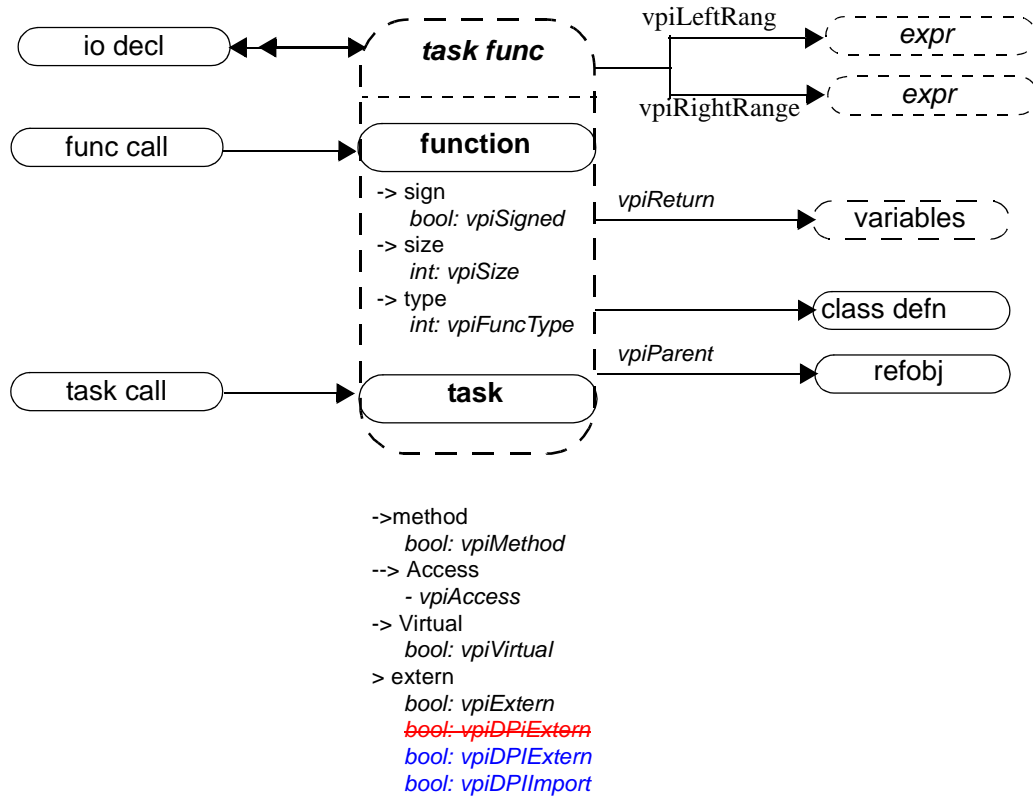 io decl
task func
vpiLeftRang
expr
vpiRightRange
expr
func call
function
-> sign
bool: vpiSigned
-> size
int: vpiSize
-> type
int: vpiFuncType
vpiReturn
variables
class defn
vpiParent
refobj
task call
task
->method
bool: vpiMethod
--> Access
- vpiAccess
-> Virtual
bool: vpiVirtual
> extern
bool: vpiExtern
bool: vpiDPiExtern
bool: vpiDPIExtern
bool: vpiDPIImport